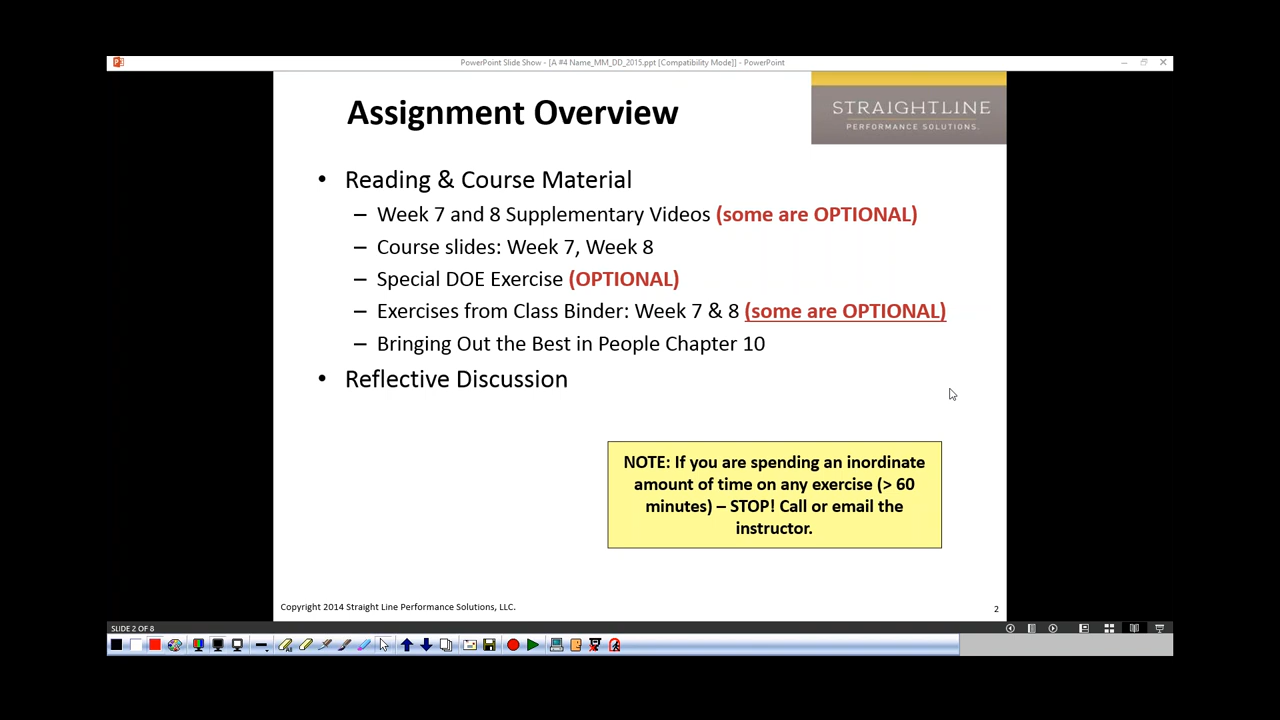 PowerPoint Slide Show - [A #4 Name_MM_DD_2015.ppt [Compatibility Mode]] - PowerPoint
Assignment Overview
STRAIGHTLINE
PERFORMANCE SOLUTIONS.
• Reading & Course Material
– Week 7 and 8 Supplementary Videos (some are OPTIONAL)
– Course slides: Week 7, Week 8
– Special DOE Exercise (OPTIONAL)
– Exercises from Class Binder: Week 7 & 8 (some are OPTIONAL)
– Bringing Out the Best in People Chapter 10
• Reflective Discussion
NOTE: If you are spending an inordinate
amount of time on any exercise (> 60
minutes) – STOP! Call or email the
instructor.
Copyright 2014 Straight Line Performance Solutions, LLC.
2
SLIDE 2 OF 8